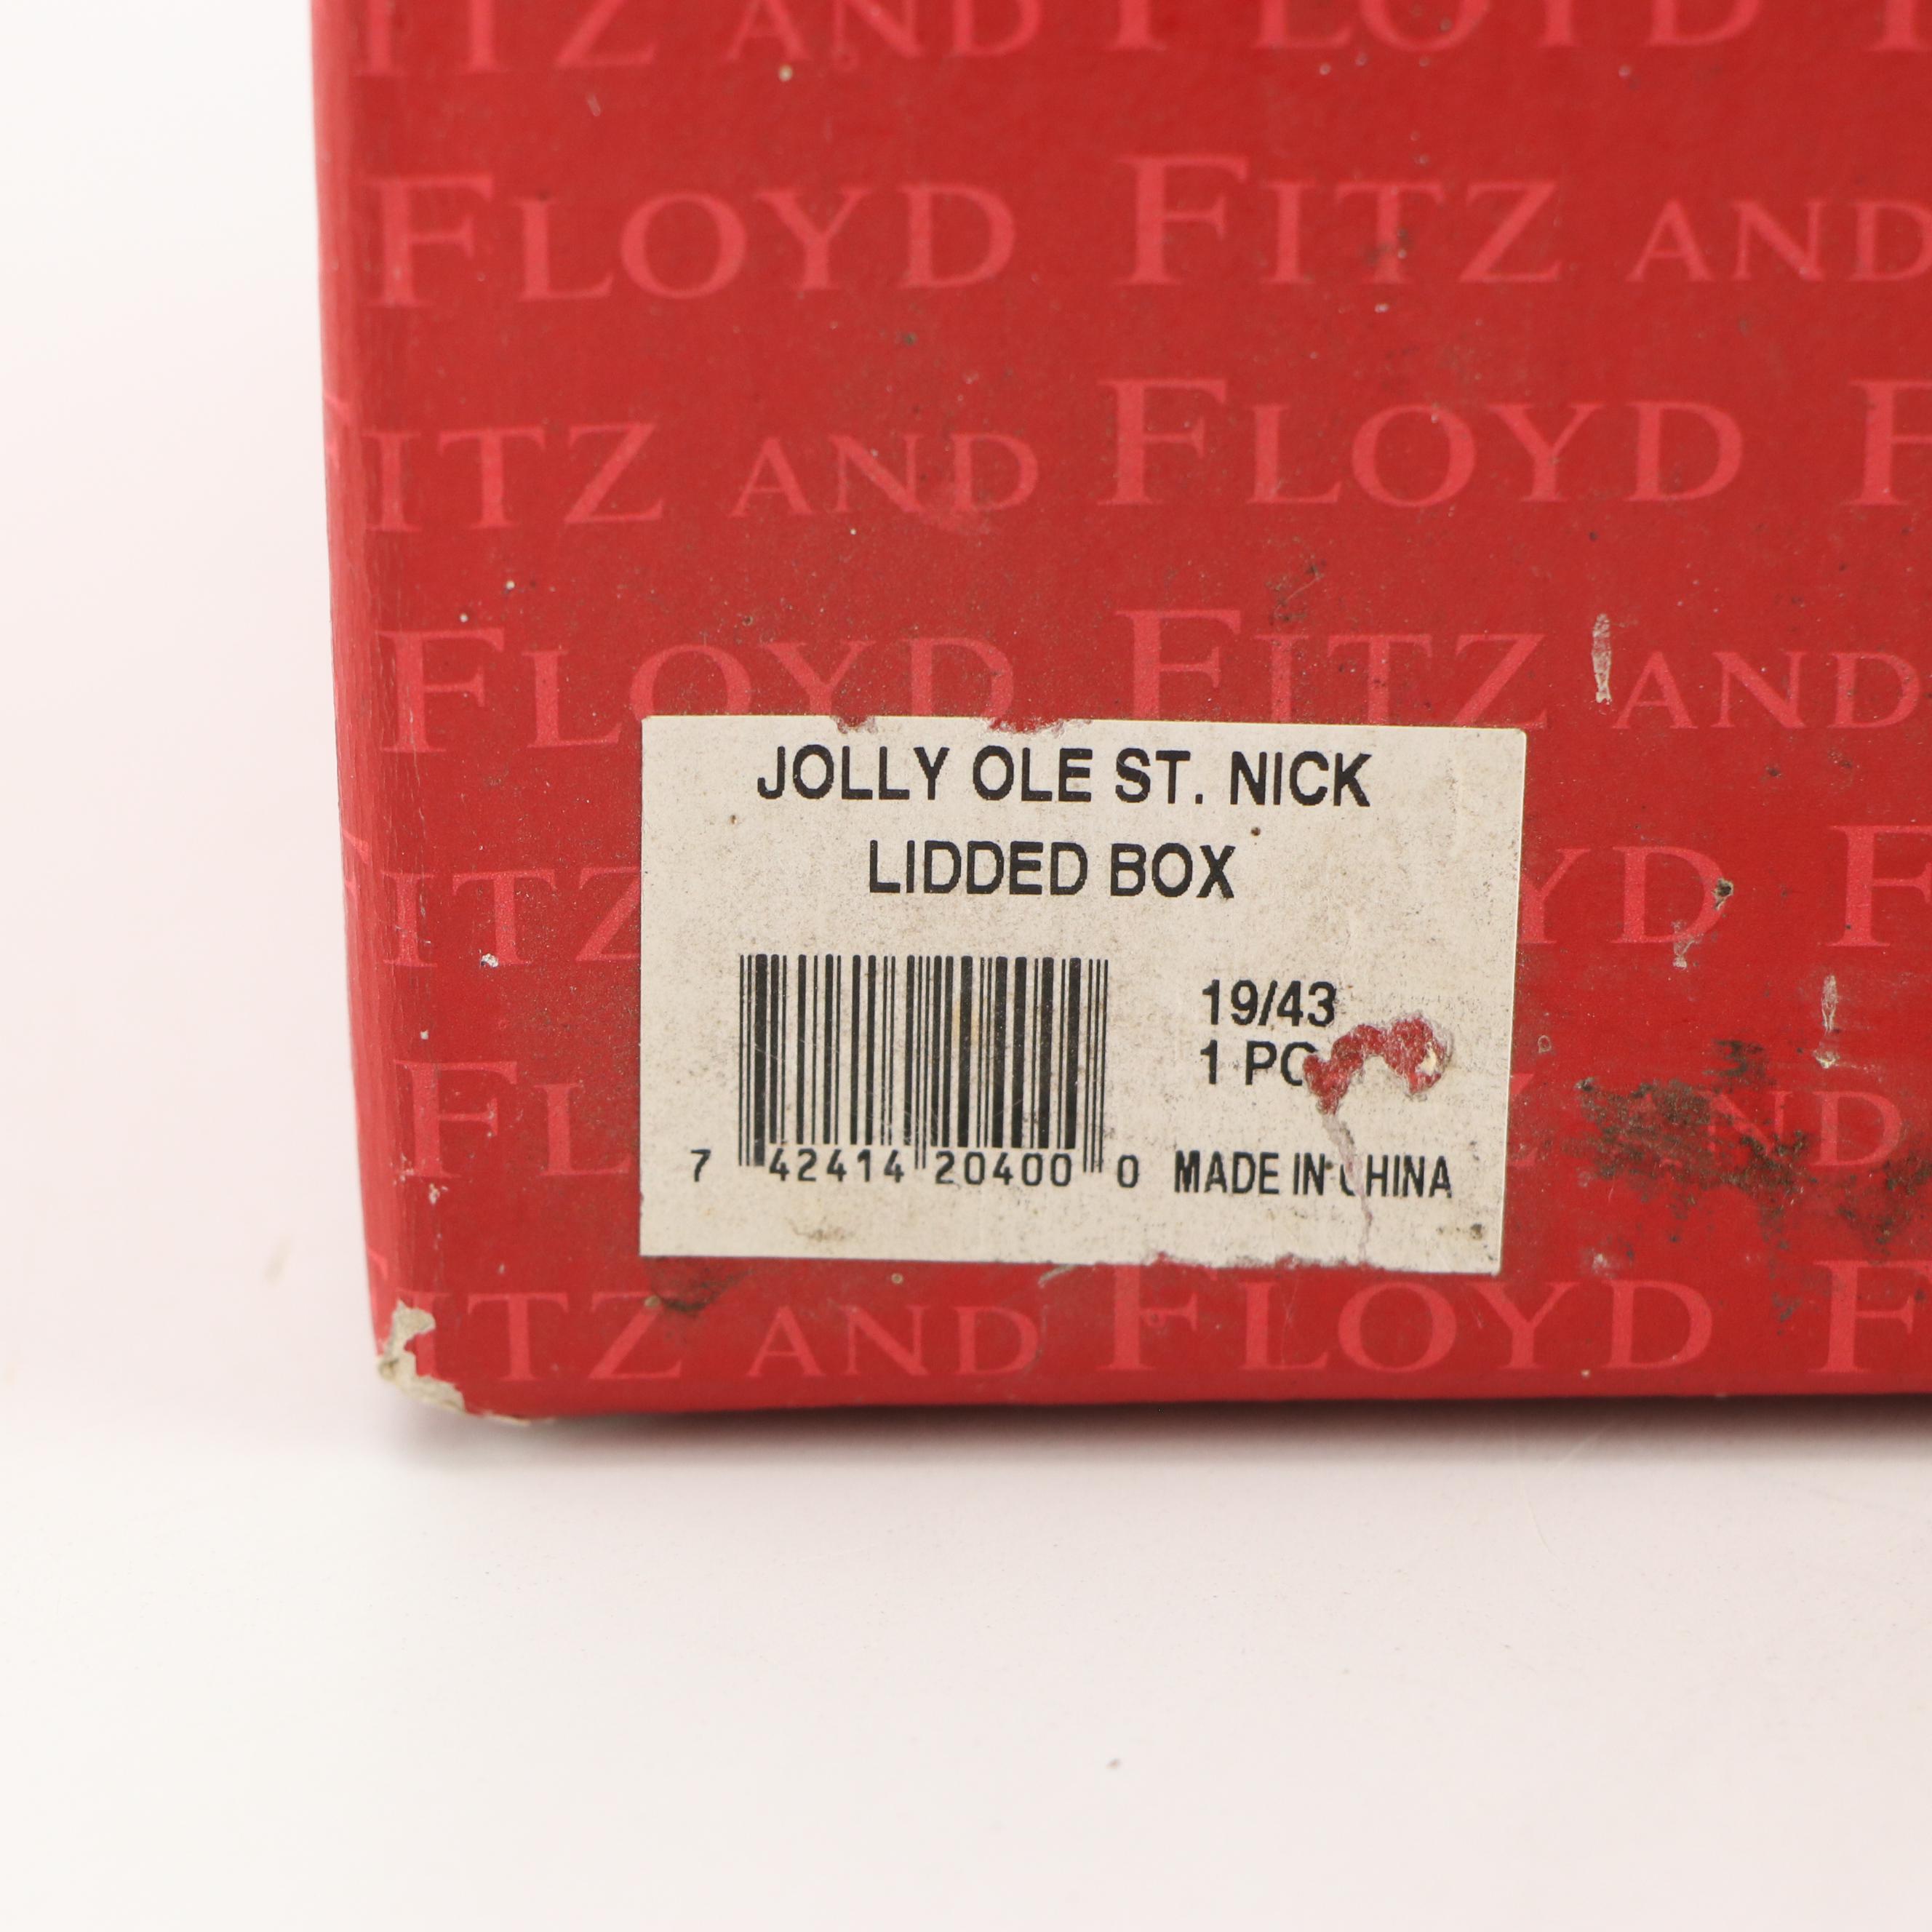 FITZ AND FLOYD
FLOYD FITZ AND
FITZ AND FLOYD
FLOYD FITZ AND
JOLLY OLE ST. NICK
LIDDED BOX
19/43
1 PC
7 42414 20400 0 MADE IN CHINA
FITZ AND FLOYD